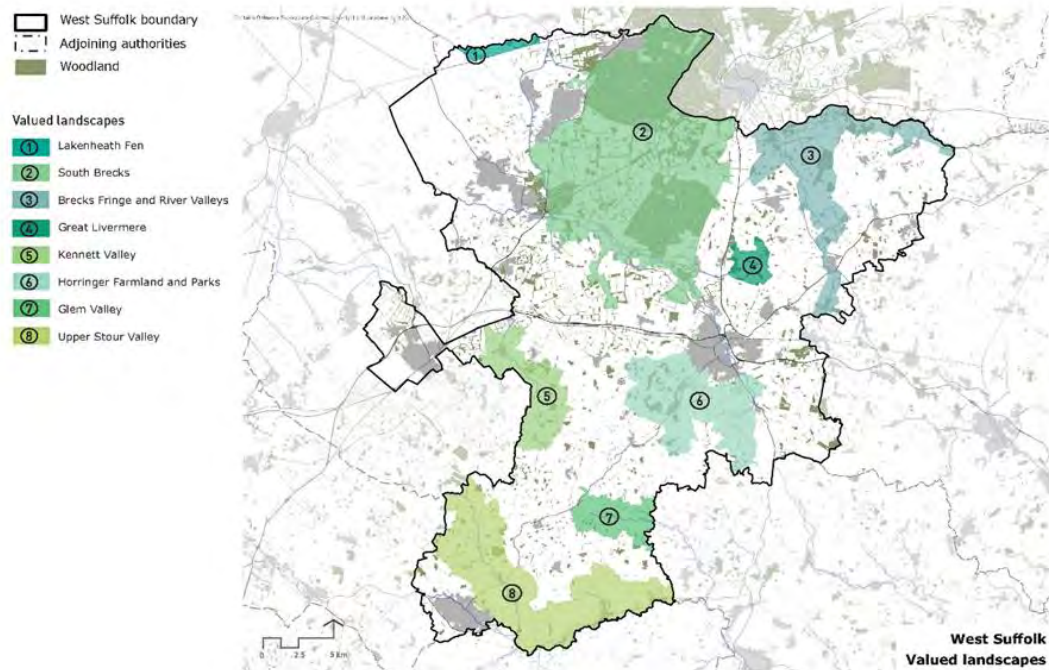 West Suffolk boundary
Adjoining authorities
Woodland
Valued landscapes
1 Lakenheath Fen
2 South Brecks
3 Brecks Fringe and River Valleys
4 Great Livermere
5 Kennett Valley
6 Horringer Farmland and Parks
7 Glem Valley
8 Upper Stour Valley
1
2
3
4
5
6
7
8
0 2.5 5 Km
West Suffolk
Valued landscapes